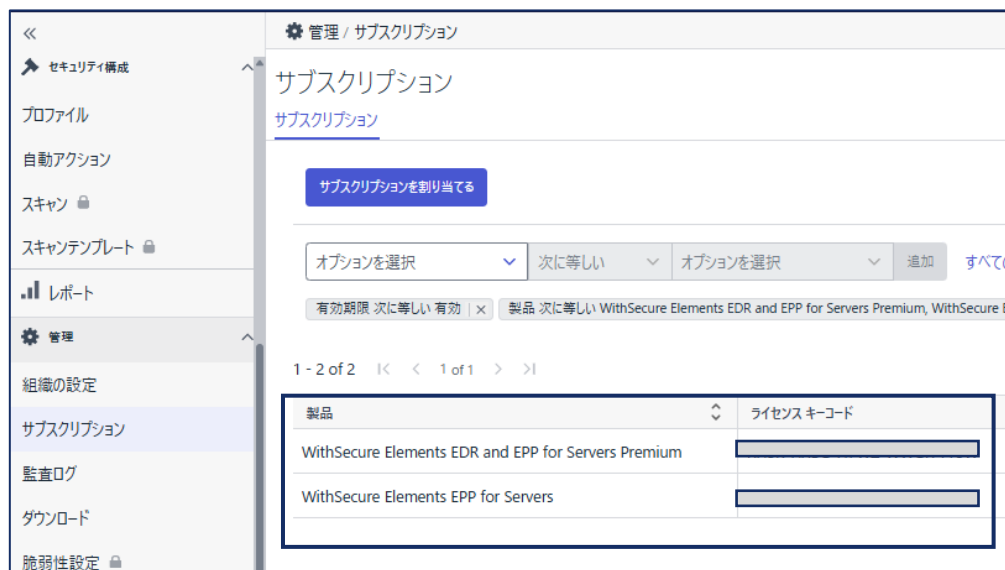 管理 / サブスクリプション
セキュリティ構成
プロファイル
自動アクション
スキャン
スキャンテンプレート
レポート
管理
組織の設定
サブスクリプション
監査ログ
ダウンロード
脆弱性設定
サブスクリプション
サブスクリプション
サブスクリプションを割り当てる
オプションを選択 次に等しい オプションを選択 追加 すべて
有効期限 次に等しい 有効 × 製品 次に等しい WithSecure Elements EDR and EPP for Servers Premium, WithSecure
1 - 2 of 2 1 of 1
製品 ライセンス キーコード
WithSecure Elements EDR and EPP for Servers Premium
WithSecure Elements EPP for Servers